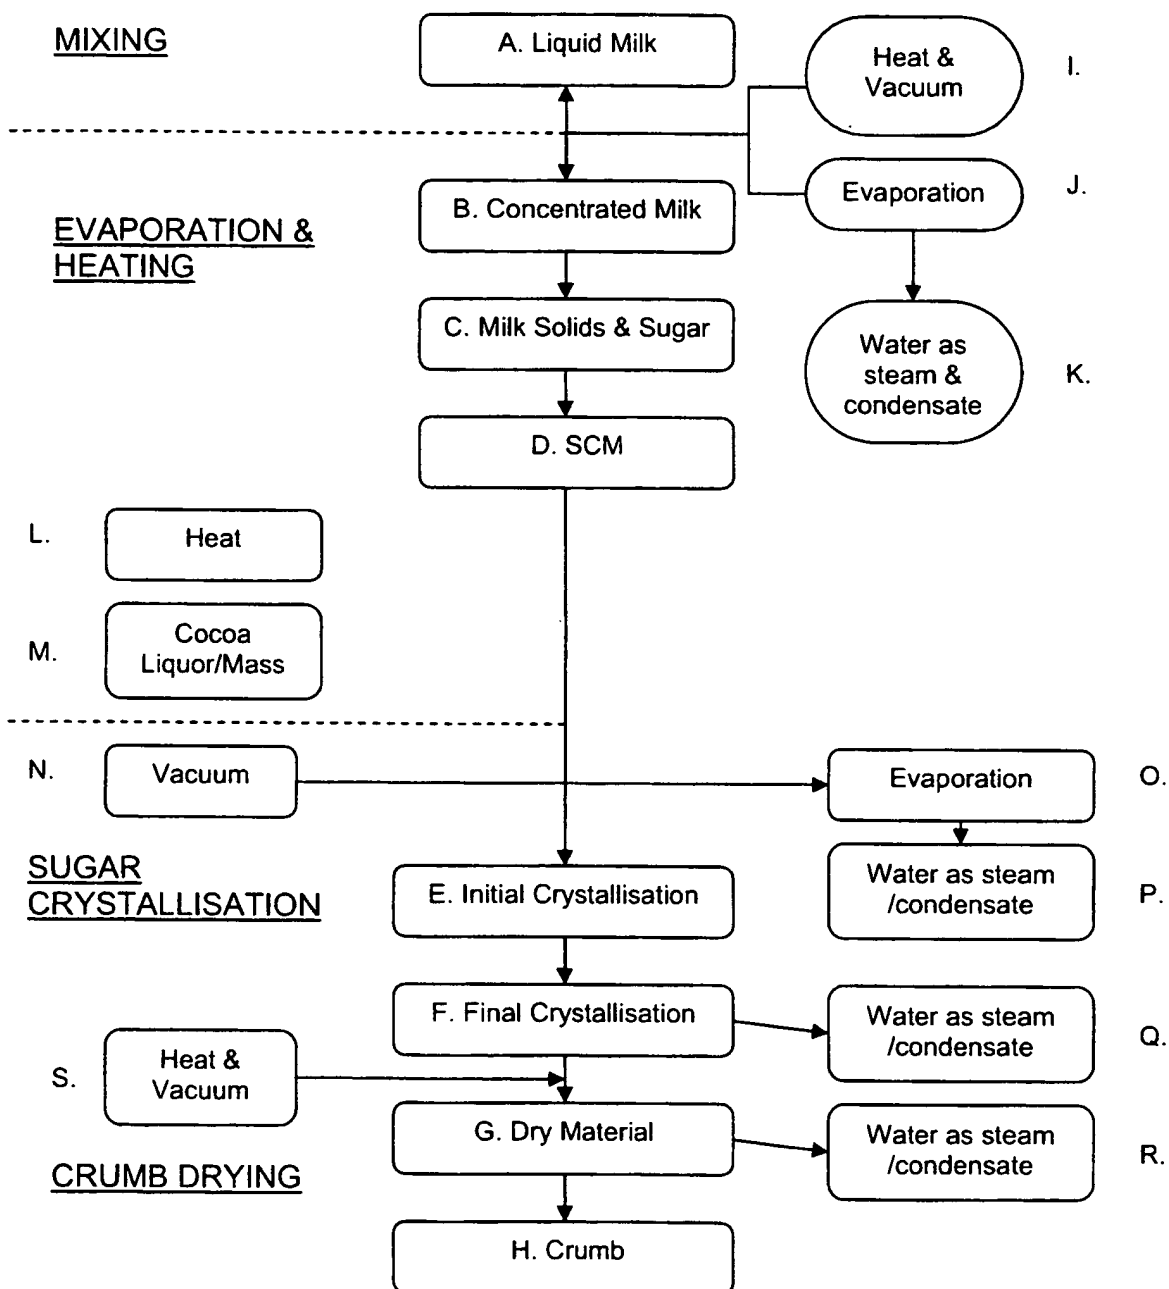 MIXING
A. Liquid Milk
Heat &
Vacuum
I.
B. Concentrated Milk
Evaporation
J.
EVAPORATION &
HEATING
C. Milk Solids & Sugar
Water as
steam &
condensate
K.
D. SCM
L.
Heat
M.
Cocoa
Liquor/Mass
N.
Vacuum
Evaporation
O.
SUGAR
CRYSTALLISATION
E. Initial Crystallisation
Water as steam
/condensate
P.
F. Final Crystallisation
Water as steam
/condensate
Q.
S.
Heat &
Vacuum
G. Dry Material
Water as steam
/condensate
R.
CRUMB DRYING
H. Crumb